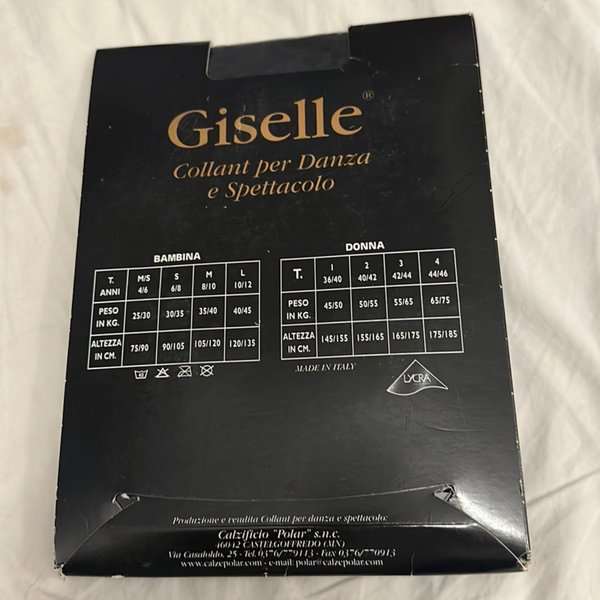 Giselle®
Collant per Danza
e Spettacolo
BAMBINA
T. ANNI M/S 4/6 S 6/8 M 8/10 L 10/12
PESO IN KG. 25/30 30/35 35/40 40/45
ALTEZZA IN CM. 75/90 90/105 105/120 120/135
DONNA
T. 1 36/40 2 40/42 3 42/44 4 44/46
PESO IN KG. 45/50 50/55 55/65 65/75
ALTEZZA IN CM. 145/155 155/165 165/175 175/185
MADE IN ITALY
LYCRA
Produzione e vendita Collant per danza e spettacolo:
Calzificio "Polar" s.n.c.
46042 CASTELGOFFREDO (MN)
Via Casaloldo, 25 - Tel. 0376/779113 - Fax 0376/770913
www.calzepolar.com - e-mail: polar@calzepolar.com